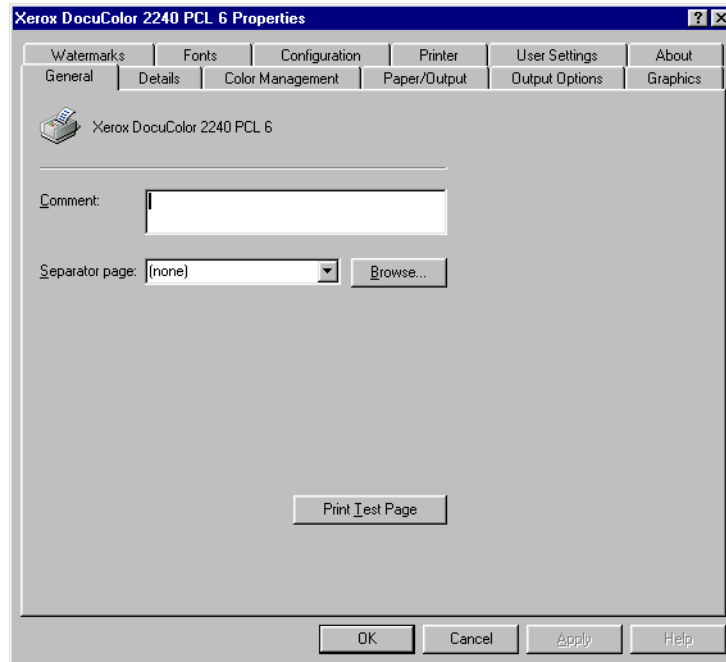 Xerox DocuColor 2240 PCL 6 Properties
Watermarks Fonts Configuration Printer User Settings About
General Details Color Management Paper/Output Output Options Graphics
Xerox DocuColor 2240 PCL 6
Comment:
Separator page: (none) Browse...
Print Test Page
OK Cancel Apply Help